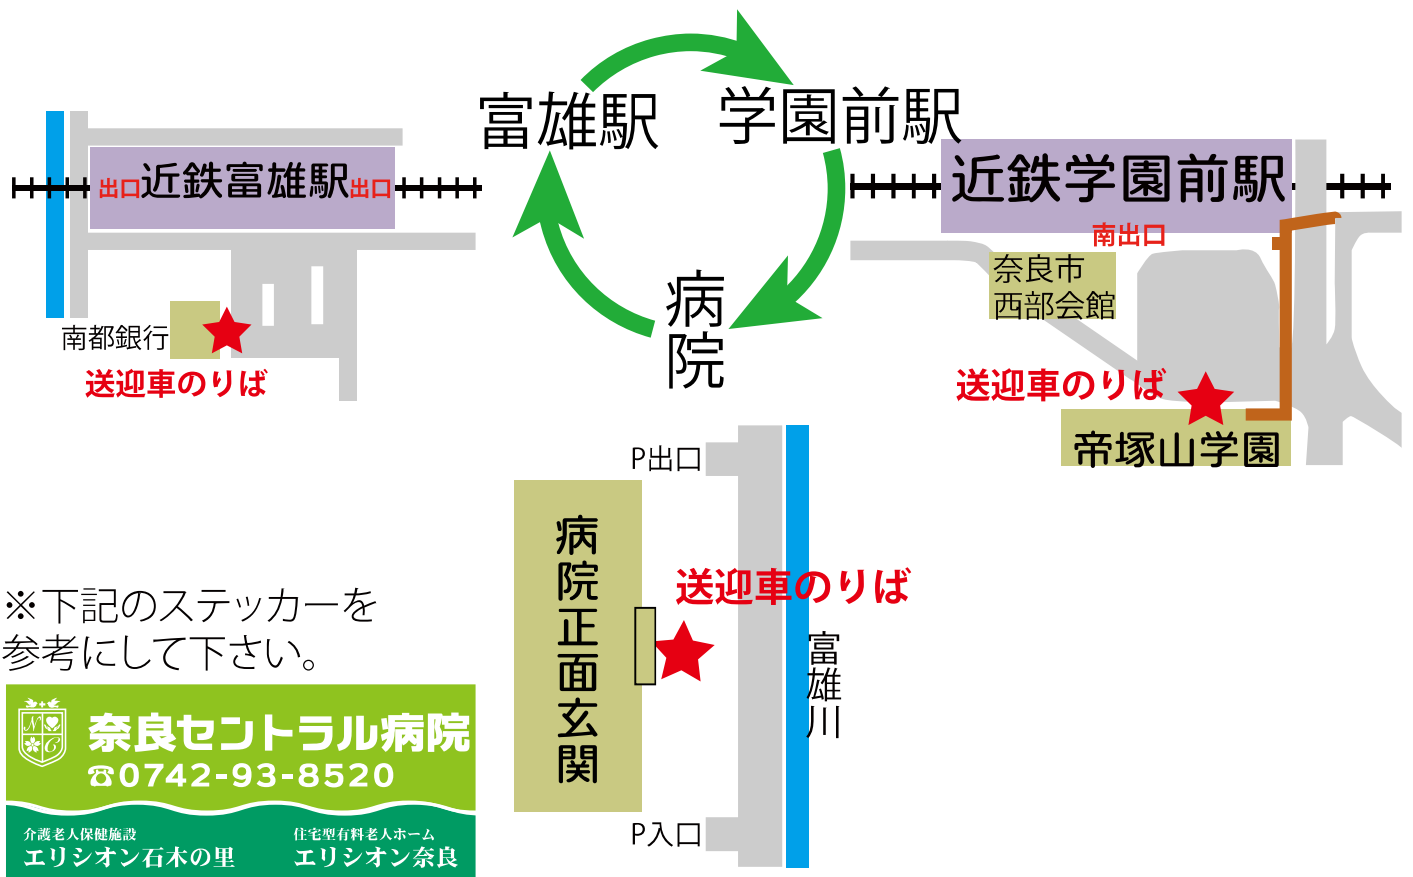 富雄駅
学園前駅
病院
近鉄富雄駅
出口
出口
南都銀行
送迎車のりば
近鉄学園前駅
南出口
奈良市
西部会館
送迎車のりば
帝塚山学園
P出口
病院正面玄関
送迎車のりば
富雄川
P入口
※下記のステッカーを
参考にして下さい。
N
C
奈良セントラル病院
☎0742-93-8520
介護老人保健施設
エリシオン石木の里
住宅型有料老人ホーム
エリシオン奈良